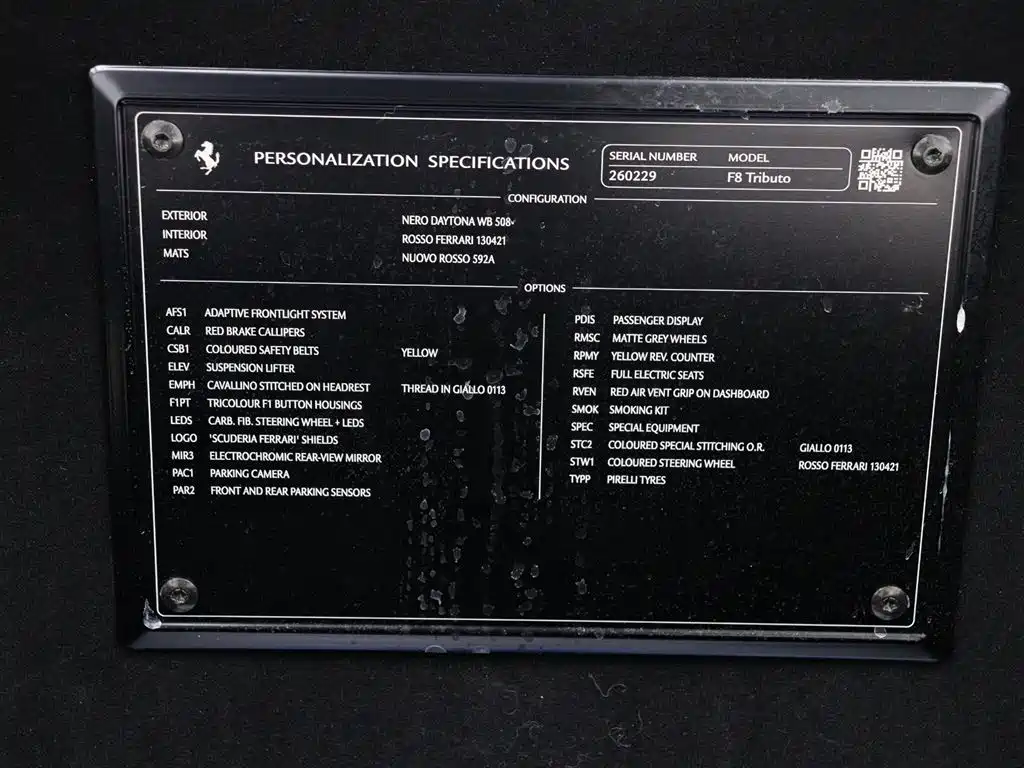 PERSONALIZATION SPECIFICATIONS
SERIAL NUMBER MODEL
260229 F8 Tributo
CONFIGURATION
EXTERIOR NERO DAYTONA WB 508
INTERIOR ROSSO FERRARI 130421
MATS NUOVO ROSSO 592A
OPTIONS
AFS1 ADAPTIVE FRONTLIGHT SYSTEM
CALR RED BRAKE CALLIPERS
CSB1 COLOURED SAFETY BELTS YELLOW
ELEV SUSPENSION LIFTER
EMPH CAVALLINO STITCHED ON HEADREST THREAD IN GIALLO 0113
F1PT TRICOLOUR F1 BUTTON HOUSINGS
LEDS CARB. FIB. STEERING WHEEL + LEDS
LOGO 'SCUDERIA FERRARI' SHIELDS
MIR3 ELECTROCHROMIC REAR-VIEW MIRROR
PAC1 PARKING CAMERA
PAR2 FRONT AND REAR PARKING SENSORS
PDIS PASSENGER DISPLAY
RMSC MATTE GREY WHEELS
RPMY YELLOW REV. COUNTER
RSFE FULL ELECTRIC SEATS
RVEN RED AIR VENT GRIP ON DASHBOARD
SMOK SMOKING KIT
SPEC SPECIAL EQUIPMENT
STC2 COLOURED SPECIAL STITCHING O.R. GIALLO 0113
STW1 COLOURED STEERING WHEEL ROSSO FERRARI 130421
TYPP PIRELLI TYRES